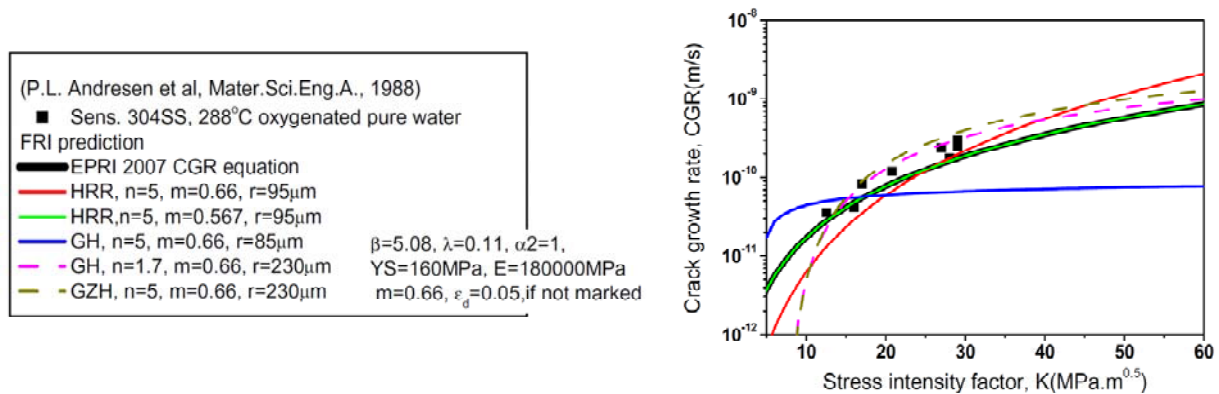 (P.L. Andresen et al, Mater.Sci.Eng.A., 1988)
■ Sens. 304SS, 288°C oxygenated pure water
FRI prediction
EPRI 2007 CGR equation
HRR, n=5, m=0.66, r=95μm
HRR,n=5, m=0.567, r=95μm
GH, n=5, m=0.66, r=85μm
GH, n=1.7, m=0.66, r=230μm
GZH, n=5, m=0.66, r=230μm
β=5.08, λ=0.11, α2=1,
YS=160MPa, E=180000MPa
m=0.66, ε_d=0.05,if not marked
Crack growth rate, CGR(m/s)
10^-8
10^-9
10^-10
10^-11
10^-12
10 20 30 40 50 60
Stress intensity factor, K(MPa.m^0.5)